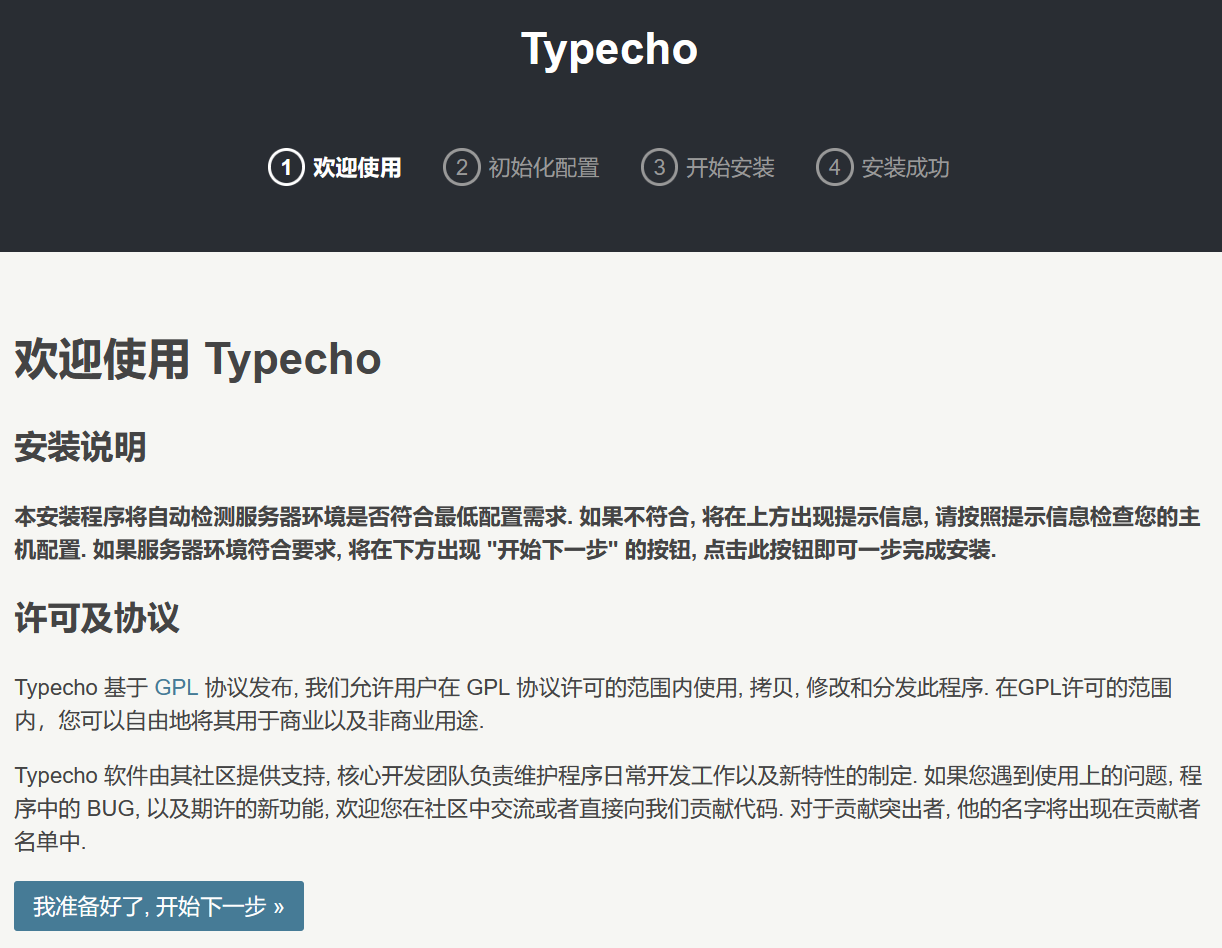 Typecho
1 欢迎使用 2 初始化配置 3 开始安装 4 安装成功
欢迎使用 Typecho
安装说明
本安装程序将自动检测服务器环境是否符合最低配置需求. 如果不符合, 将在上方出现提示信息, 请按照提示信息检查您的主
机配置. 如果服务器环境符合要求, 将在下方出现 "开始下一步" 的按钮, 点击此按钮即可一步完成安装.
许可及协议
Typecho 基于 GPL 协议发布, 我们允许用户在 GPL 协议许可的范围内使用, 拷贝, 修改和分发此程序. 在GPL许可的范围
内，您可以自由地将其用于商业以及非商业用途.
Typecho 软件由其社区提供支持, 核心开发团队负责维护程序日常开发工作以及新特性的制定. 如果您遇到使用上的问题, 程
序中的 BUG, 以及期许的新功能, 欢迎您在社区中交流或者直接向我们贡献代码. 对于贡献突出者, 他的名字将出现在贡献者
名单中.
我准备好了, 开始下一步 »